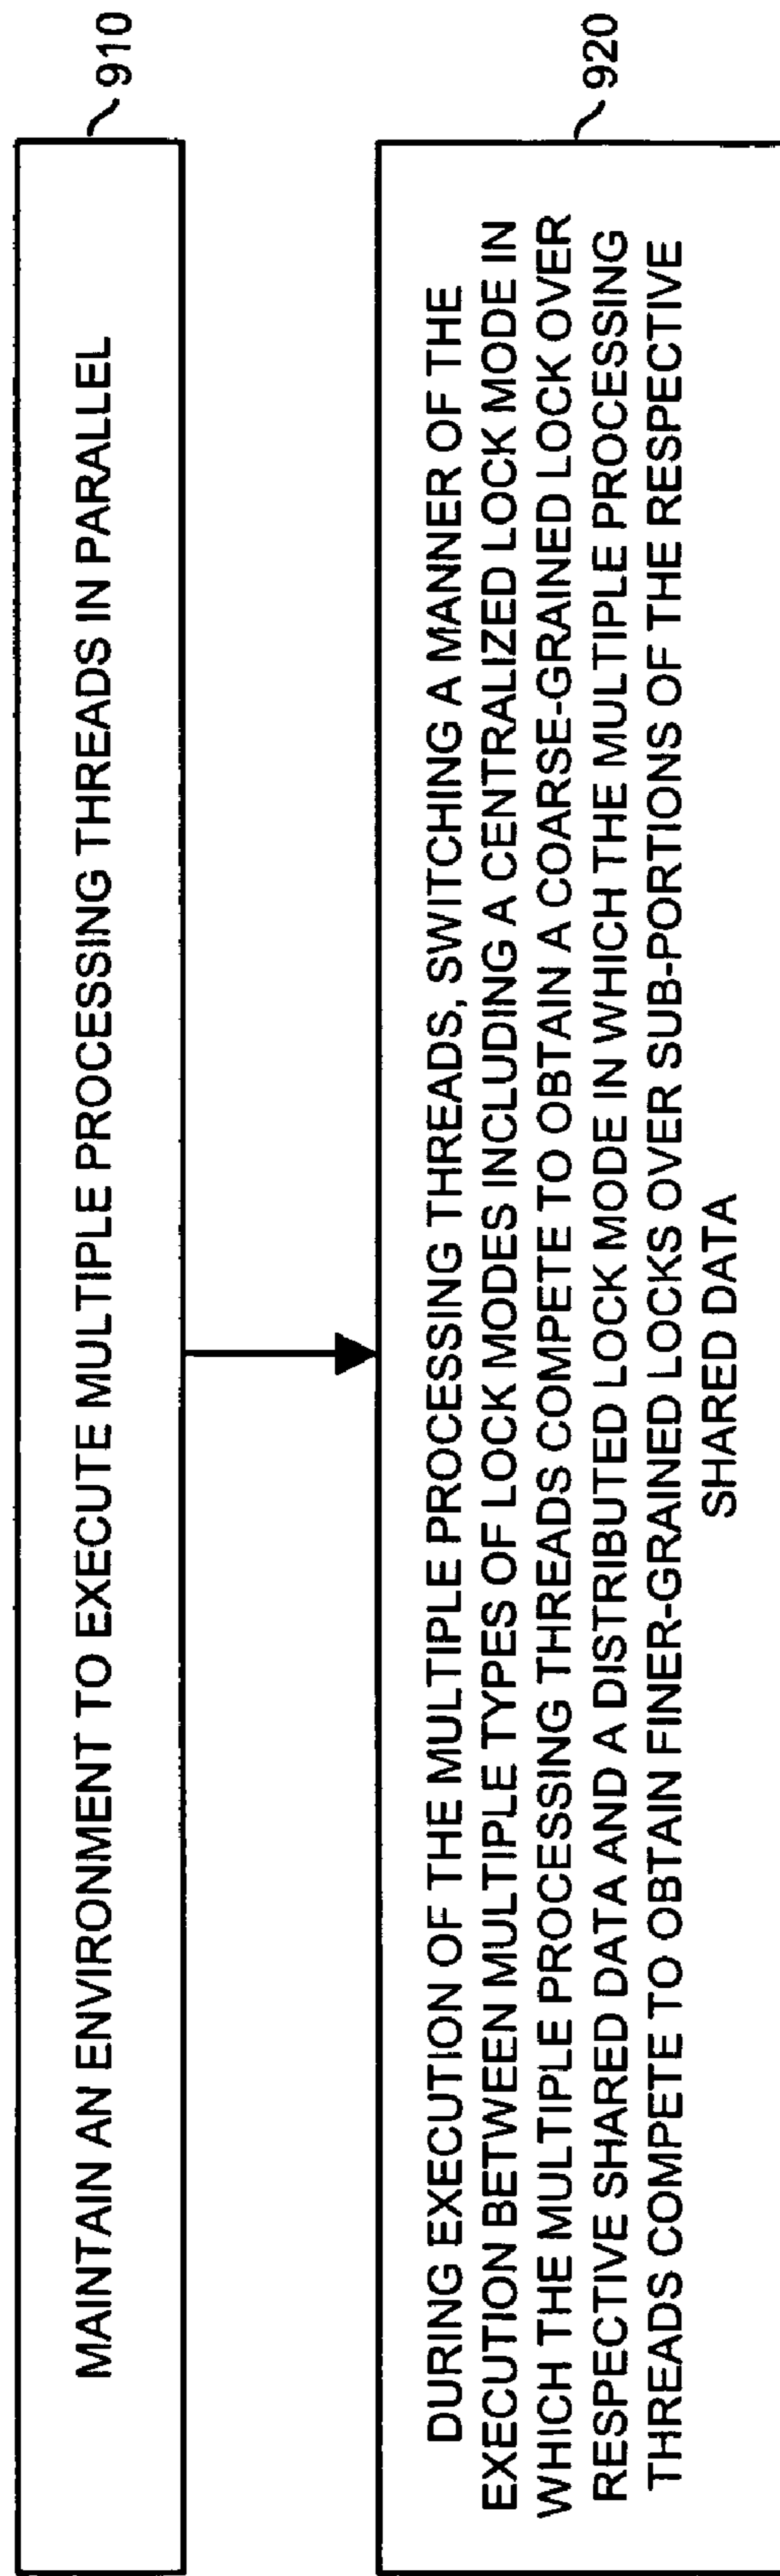 MAINTAIN AN ENVIRONMENT TO EXECUTE MULTIPLE PROCESSING THREADS IN PARALLEL
910
DURING EXECUTION OF THE MULTIPLE PROCESSING THREADS, SWITCHING A MANNER OF THE
EXECUTION BETWEEN MULTIPLE TYPES OF LOCK MODES INCLUDING A CENTRALIZED LOCK MODE IN
WHICH THE MULTIPLE PROCESSING THREADS COMPETE TO OBTAIN A COARSE-GRAINED LOCK OVER
RESPECTIVE SHARED DATA AND A DISTRIBUTED LOCK MODE IN WHICH THE MULTIPLE PROCESSING
THREADS COMPETE TO OBTAIN FINER-GRAINED LOCKS OVER SUB-PORTIONS OF THE RESPECTIVE
SHARED DATA
920